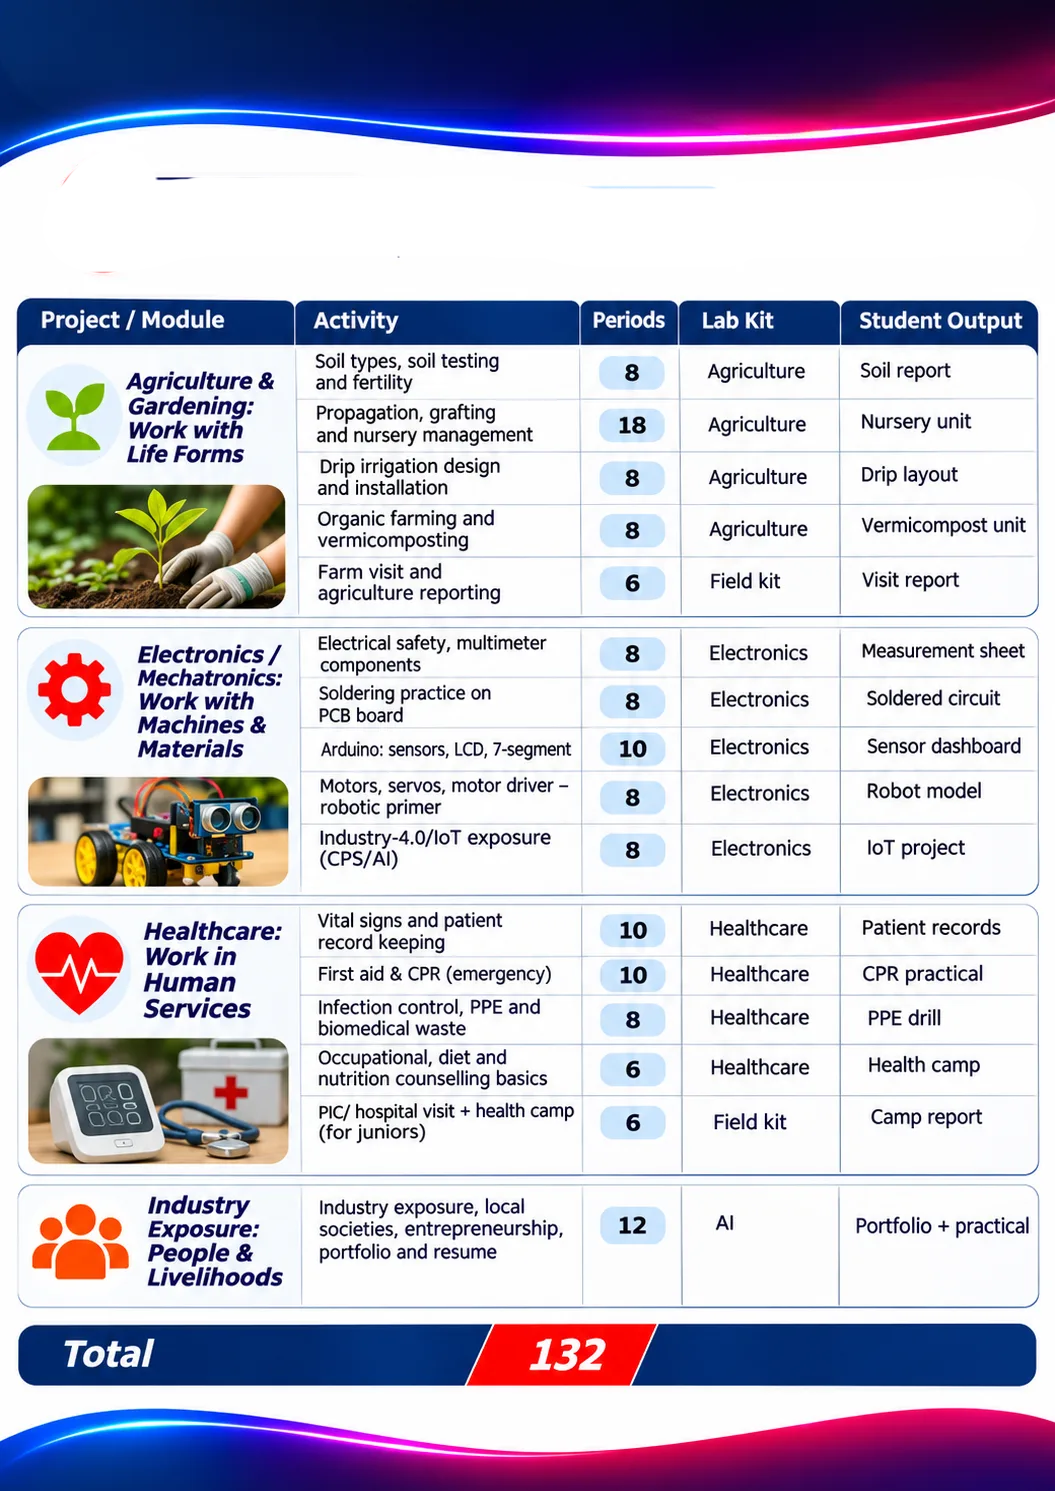 Project / Module Activity Periods Lab Kit Student Output
Agriculture &
Gardening:
Work with
Life Forms
Soil types, soil testing
and fertility
8 Agriculture Soil report
Propagation, grafting
and nursery management
18 Agriculture Nursery unit
Drip irrigation design
and installation
8 Agriculture Drip layout
Organic farming and
vermicomposting
8 Agriculture Vermicompost unit
Farm visit and
agriculture reporting
6 Field kit Visit report
Electronics /
Mechatronics:
Work with
Machines &
Materials
Electrical safety, multimeter
components
8 Electronics Measurement sheet
Soldering practice on
PCB board
8 Electronics Soldered circuit
Arduino: sensors, LCD, 7-segment 10 Electronics Sensor dashboard
Motors, servos, motor driver –
robotic primer
8 Electronics Robot model
Industry-4.0/IoT exposure
(CPS/AI)
8 Electronics IoT project
Healthcare:
Work in
Human
Services
Vital signs and patient
record keeping
10 Healthcare Patient records
First aid & CPR (emergency) 10 Healthcare CPR practical
Infection control, PPE and
biomedical waste
8 Healthcare PPE drill
Occupational, diet and
nutrition counselling basics
6 Healthcare Health camp
PIC/ hospital visit + health camp
(for juniors)
6 Field kit Camp report
Industry
Exposure:
People &
Livelihoods
Industry exposure, local
societies, entrepreneurship,
portfolio and resume
12 AI Portfolio + practical
Total 132